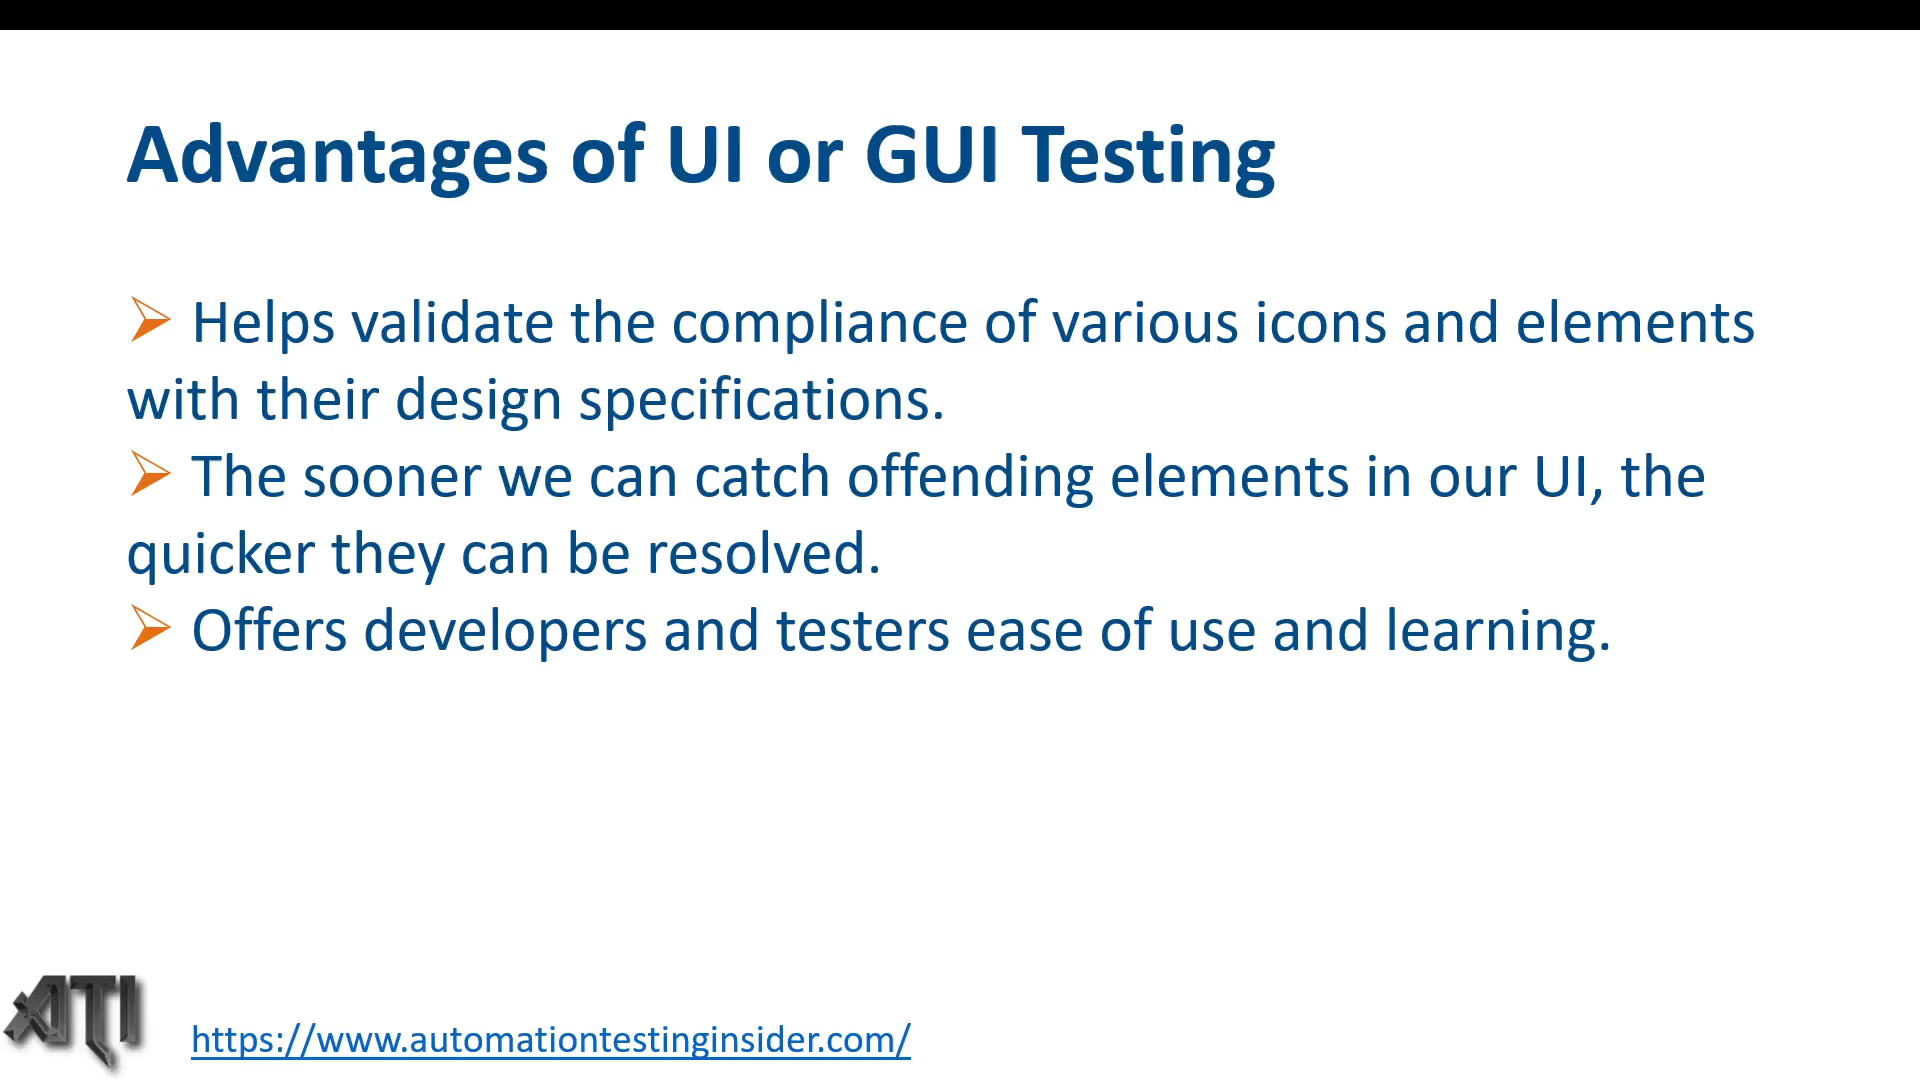 Advantages of UI or GUI Testing
➢ Helps validate the compliance of various icons and elements
with their design specifications.
➢ The sooner we can catch offending elements in our UI, the
quicker they can be resolved.
➢ Offers developers and testers ease of use and learning.
ATI
https://www.automationtestinginsider.com/